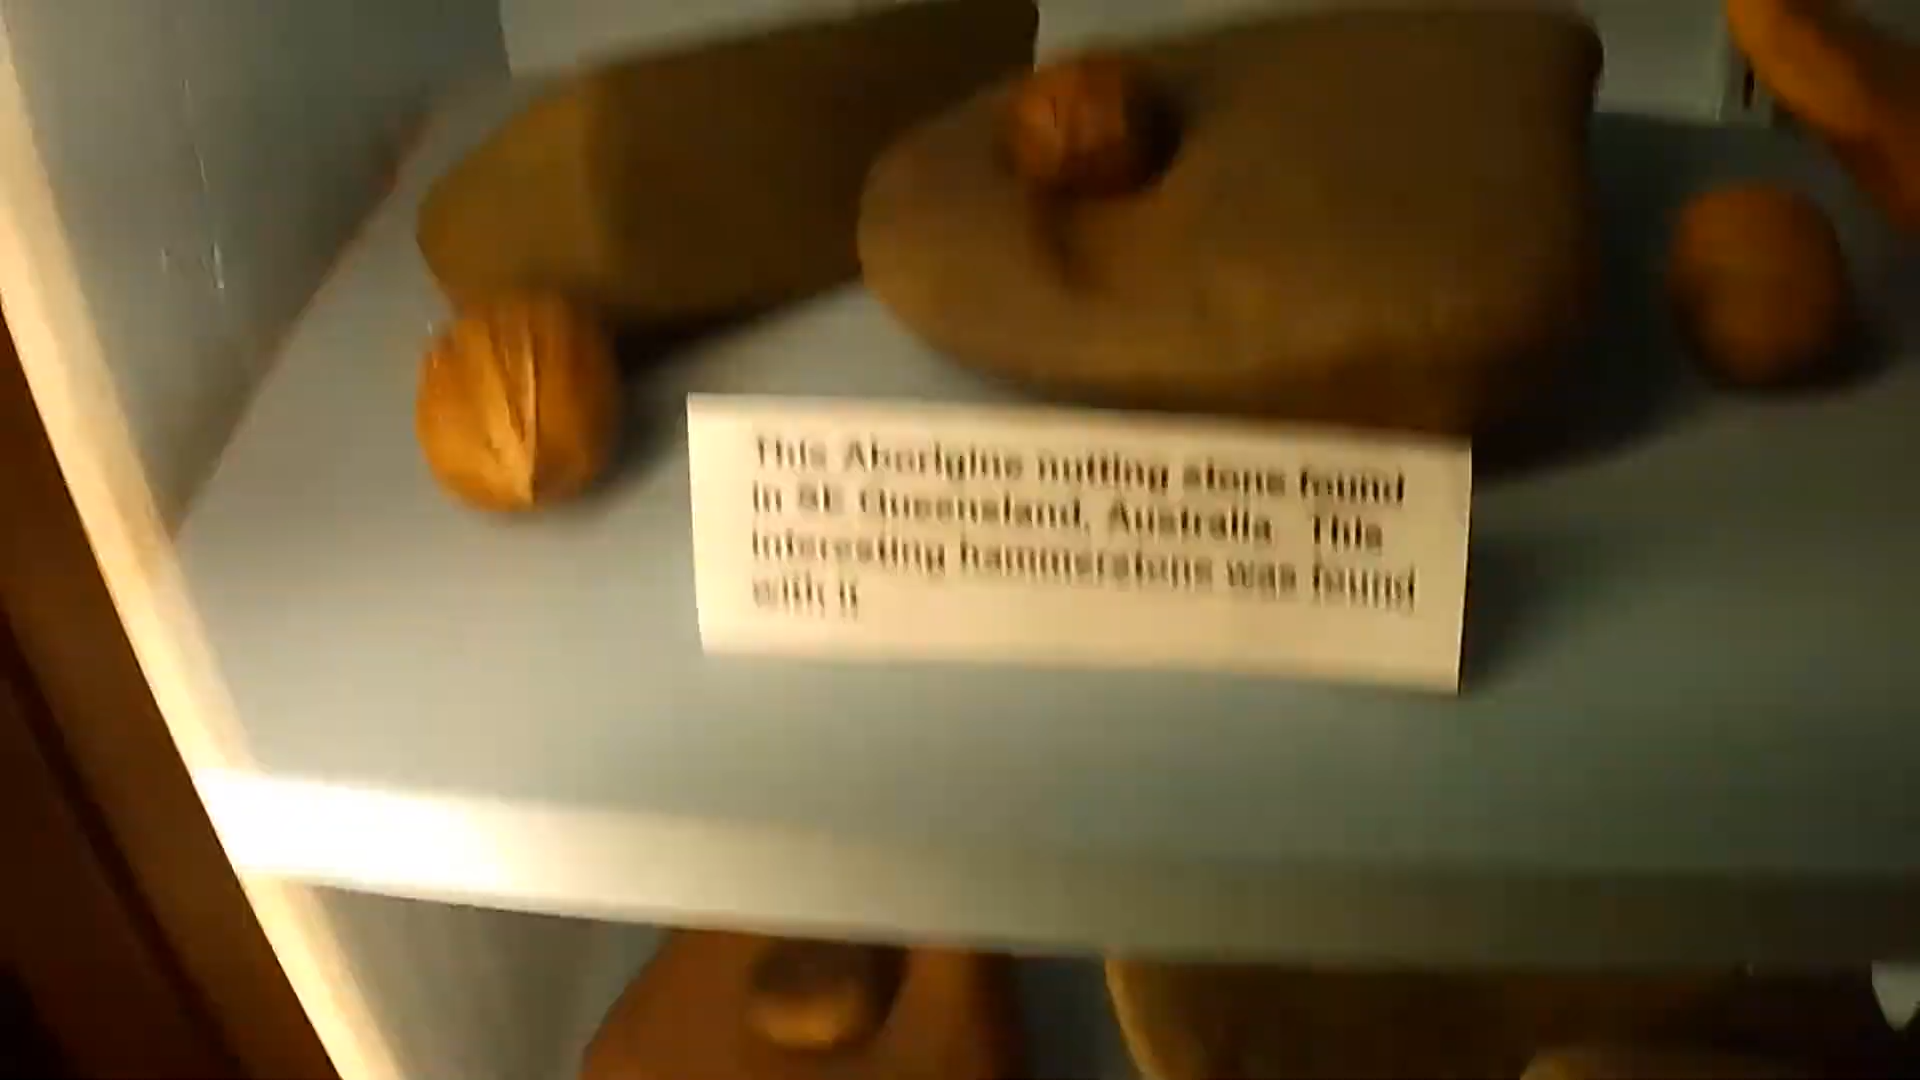 This Aborigine nutting stone found
in SE Queensland, Australia. This
interesting hammerstone was found
with it